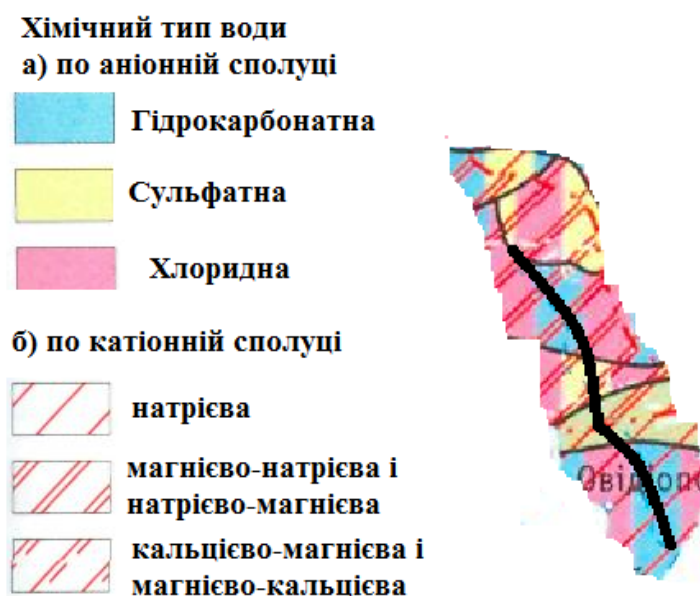 Хімічний тип води
а) по аніонній сполуці
Гідрокарбонатна
Сульфатна
Хлоридна
б) по катіонній сполуці
натрієва
магнієво-натрієва і
натрієво-магнієва
кальцієво-магнієва і
магнієво-кальцієва